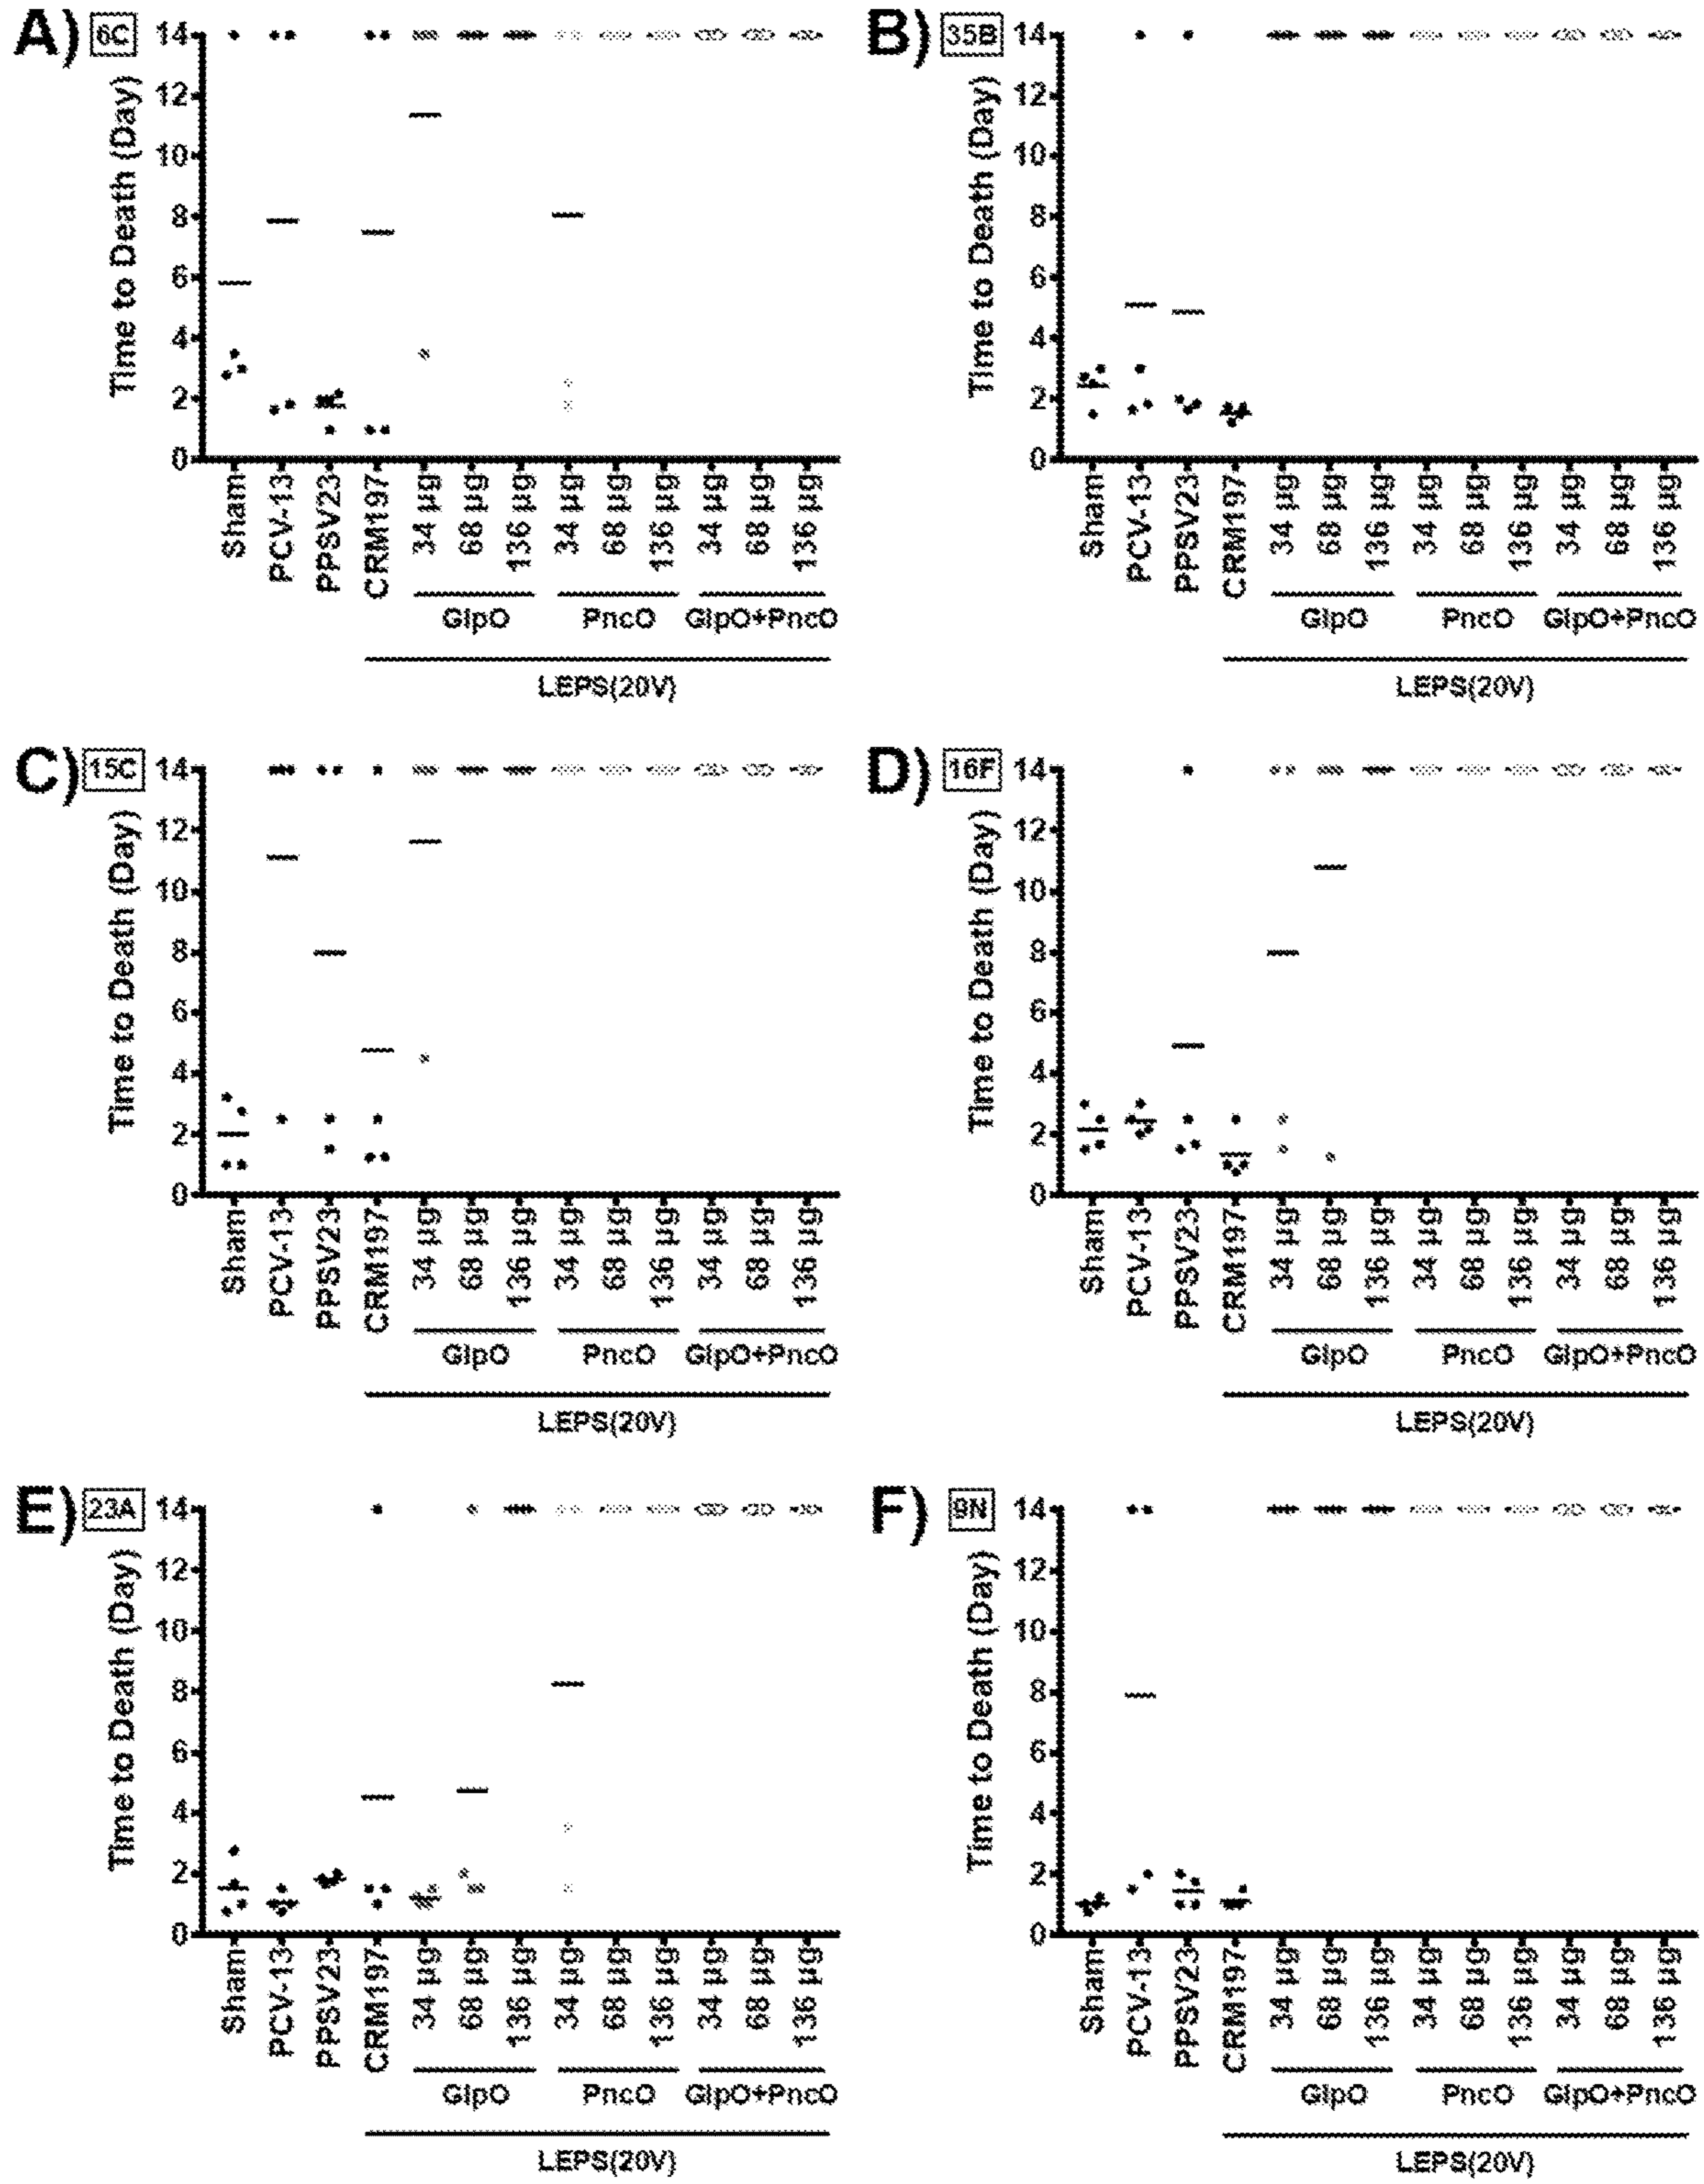 A) 6C
Time to Death (Day)
14
12
10
8
6
4
2
0
Sham
PCV-13
PPSV23
CRM197
34 µg
68 µg
136 µg
34 µg
68 µg
136 µg
34 µg
68 µg
136 µg
GlpO PncO GlpO+PncO
LEPS(20V)
B) 35B
Time to Death (Day)
14
12
10
8
6
4
2
0
Sham
PCV-13
PPSV23
CRM197
34 µg
68 µg
136 µg
34 µg
68 µg
136 µg
34 µg
68 µg
136 µg
GlpO PncO GlpO+PncO
LEPS(20V)
C) 15C
Time to Death (Day)
14
12
10
8
6
4
2
0
Sham
PCV-13
PPSV23
CRM197
34 µg
68 µg
136 µg
34 µg
68 µg
136 µg
34 µg
68 µg
136 µg
GlpO PncO GlpO+PncO
LEPS(20V)
D) 16F
Time to Death (Day)
14
12
10
8
6
4
2
0
Sham
PCV-13
PPSV23
CRM197
34 µg
68 µg
136 µg
34 µg
68 µg
136 µg
34 µg
68 µg
136 µg
GlpO PncO GlpO+PncO
LEPS(20V)
E) 23A
Time to Death (Day)
14
12
10
8
6
4
2
0
Sham
PCV-13
PPSV23
CRM197
34 µg
68 µg
136 µg
34 µg
68 µg
136 µg
34 µg
68 µg
136 µg
GlpO PncO GlpO+PncO
LEPS(20V)
F) 9N
Time to Death (Day)
14
12
10
8
6
4
2
0
Sham
PCV-13
PPSV23
CRM197
34 µg
68 µg
136 µg
34 µg
68 µg
136 µg
34 µg
68 µg
136 µg
GlpO PncO GlpO+PncO
LEPS(20V)